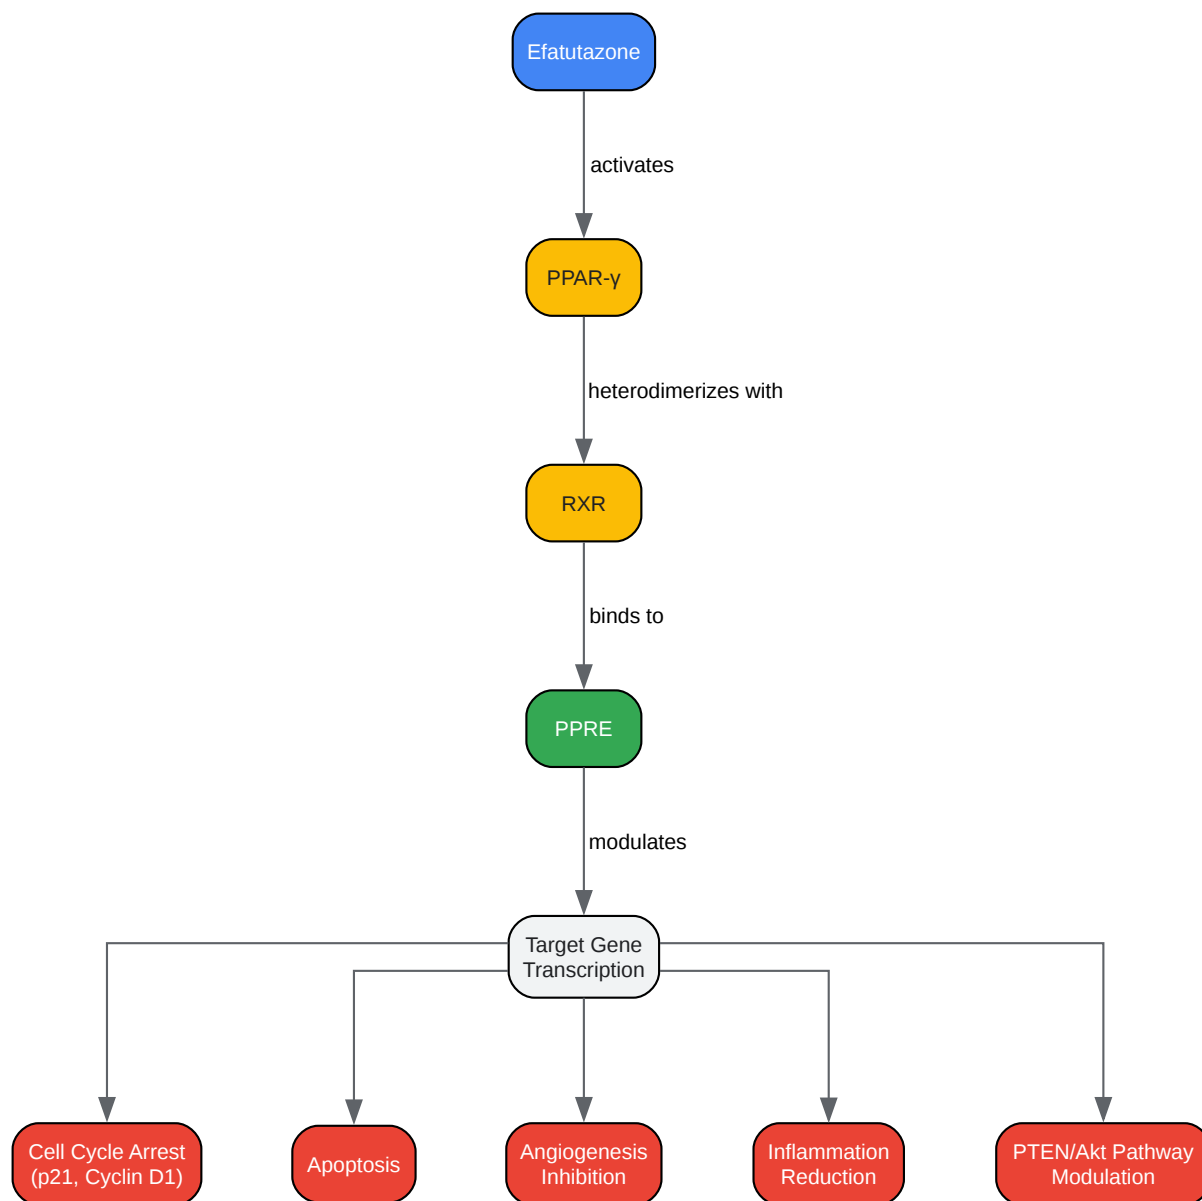 Efatutazone
activates
PPAR-γ
heterodimerizes with
RXR
binds to
PPRE
modulates
Target Gene
Transcription
Cell Cycle Arrest
(p21, Cyclin D1)
Apoptosis
Angiogenesis
Inhibition
Inflammation
Reduction
PTEN/Akt Pathway
Modulation